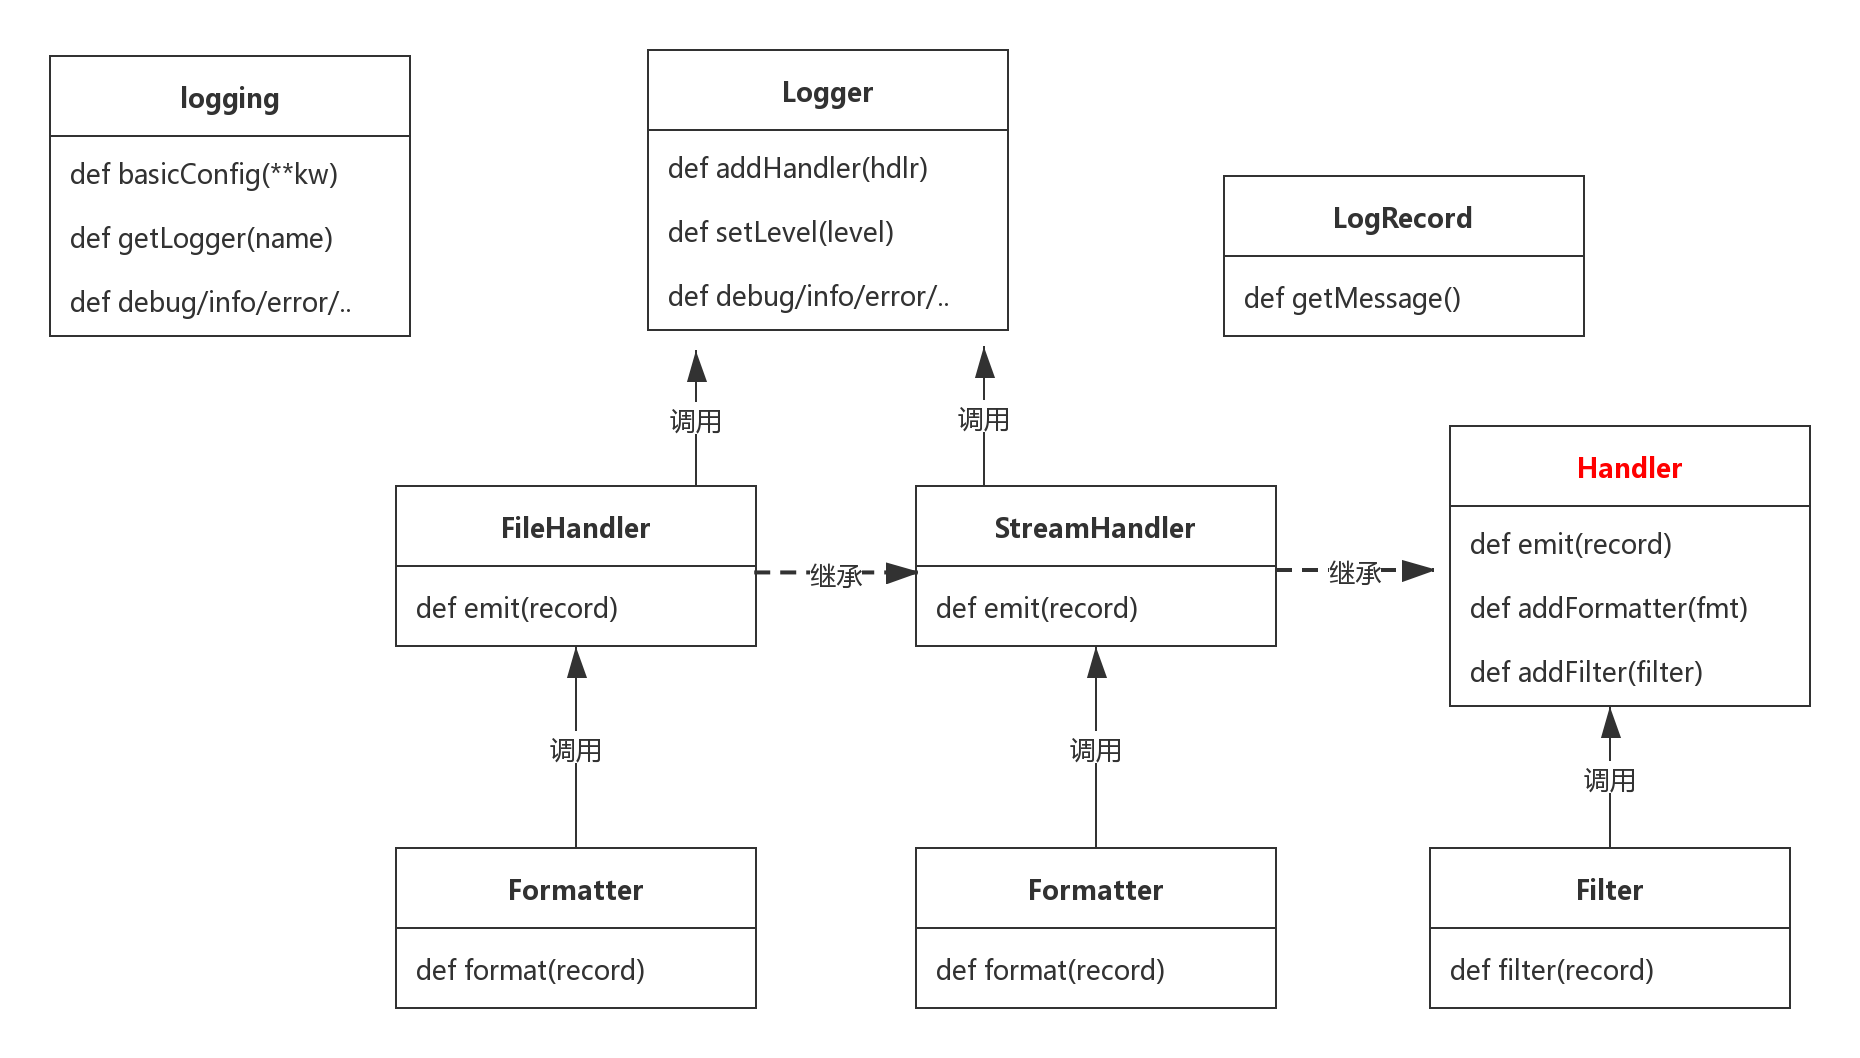 logging
def basicConfig(**kw)
def getLogger(name)
def debug/info/error/..
Logger
def addHandler(hdlr)
def setLevel(level)
def debug/info/error/..
LogRecord
def getMessage()
调用
调用
FileHandler
def emit(record)
继承
StreamHandler
def emit(record)
继承
Handler
def emit(record)
def addFormatter(fmt)
def addFilter(filter)
调用
调用
调用
Formatter
def format(record)
Formatter
def format(record)
Filter
def filter(record)